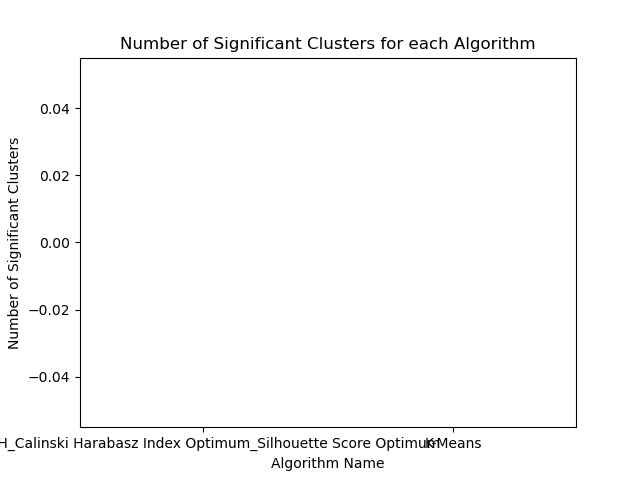 Number of Significant Clusters for each Algorithm
Number of Significant Clusters
0.04
0.02
0.00
−0.02
−0.04
H_Calinski Harabasz Index Optimum_Silhouette Score Optimum
K-Means
Algorithm Name